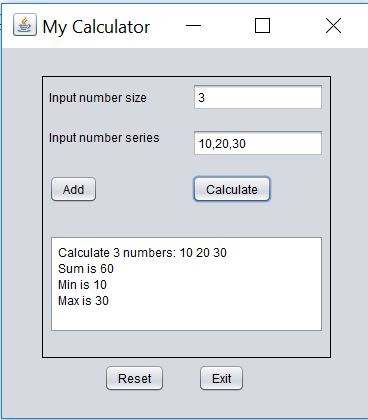 My Calculator
Input number size 3
Input number series 10,20,30
Add Calculate
Calculate 3 numbers: 10 20 30
Sum is 60
Min is 10
Max is 30
Reset Exit